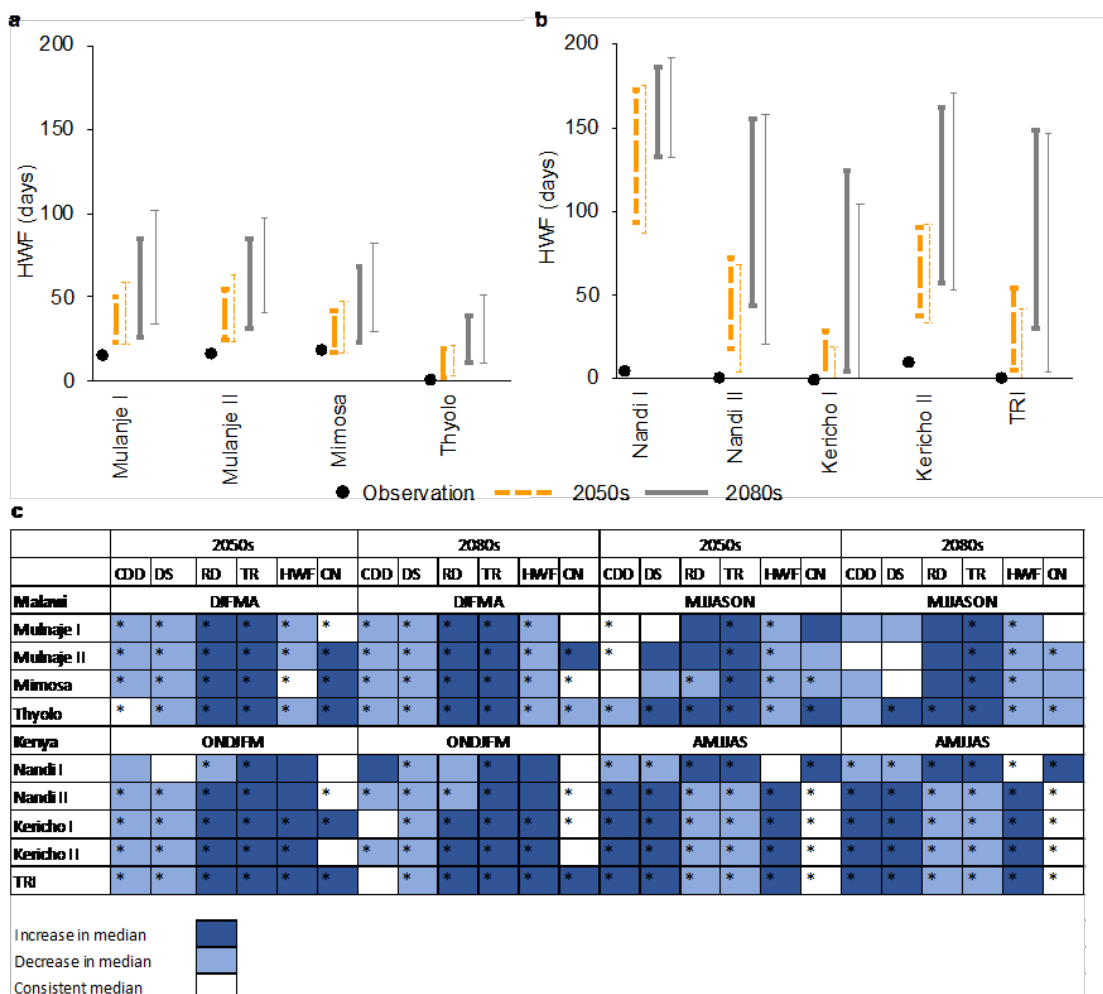 a
200
150
100
50
0
HWF (days)
Mulanje I
Mulanje II
Mimosa
Thyolo
b
200
150
100
50
0
HWF (days)
Nandi I
Nandi II
Kericho I
Kericho II
TRI
Observation 2050s 2080s
c
2050s 2080s 2050s 2080s
CDD DS RD TR HWF CN CDD DS RD TR HWF CN CDD DS RD TR HWF CN CDD DS RD TR HWF CN
Malawi DJFMA DJFMA MJJASON MJJASON
Mulnaje I * * * * * * * * * * * * * * * *
Mulnaje II * * * * * * * * * * * * * * * * * *
Mimosa * * * * * * * * * * * * * * * * * *
Thyolo * * * * * * * * * * * * * * * * * * * * * * *
Kenya ONDJFM ONDJFM AMJJAS AMJJAS
Nandi I * * * * * * * * * * * * * *
Nandi II * * * * * * * * * * * * * * * * * * * * * *
Kericho I * * * * * * * * * * * * * * * * * * * * * * *
Kericho II * * * * * * * * * * * * * * * * * * * * * *
TRI * * * * * * * * * * * * * * * * * * * * * * *
Increase in median
Decrease in median
Consistent median